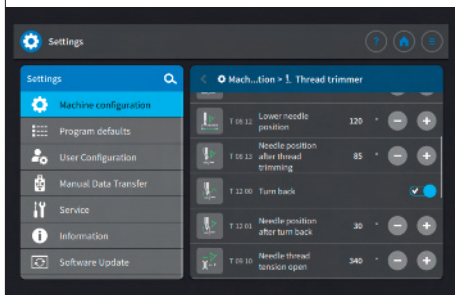 Settings
?
Settings
Mach...tion > 1. Thread trimmer
Machine configuration
Program defaults
User Configuration
Manual Data Transfer
Service
Information
Software Update
T 08 12 Lower needle position 120 °
T 08 13 Needle position after thread trimming 85 °
T 12 00 Turn back
T 12 01 Needle position after turn back 30 °
T 09 10 Needle thread tension open 340 °